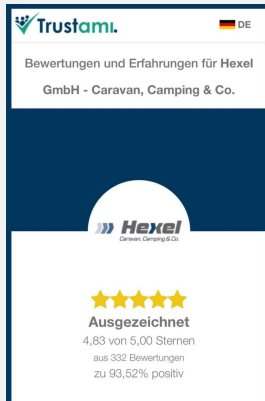 Trustami.
DE
Bewertungen und Erfahrungen für Hexel
GmbH - Caravan, Camping & Co.
Hexel
Caravan, Camping & Co.
Ausgezeichnet
4,83 von 5,00 Sternen
aus 332 Bewertungen
zu 93,52% positiv